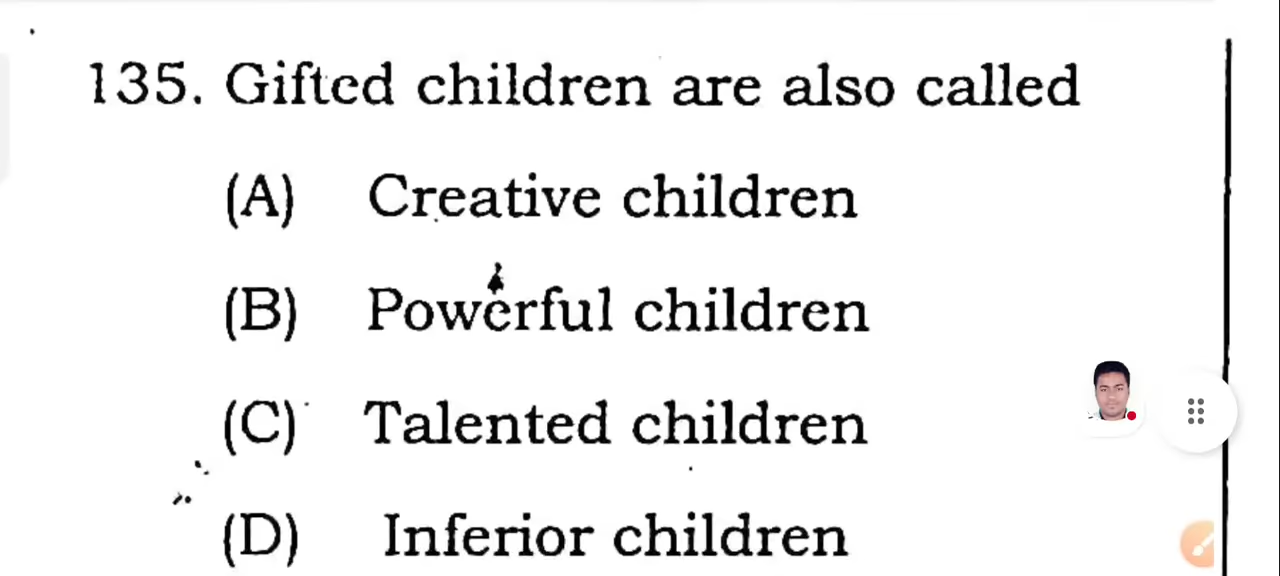 135. Gifted children are also called
(A) Creative children
(B) Powerful children
(C) Talented children
(D) Inferior children